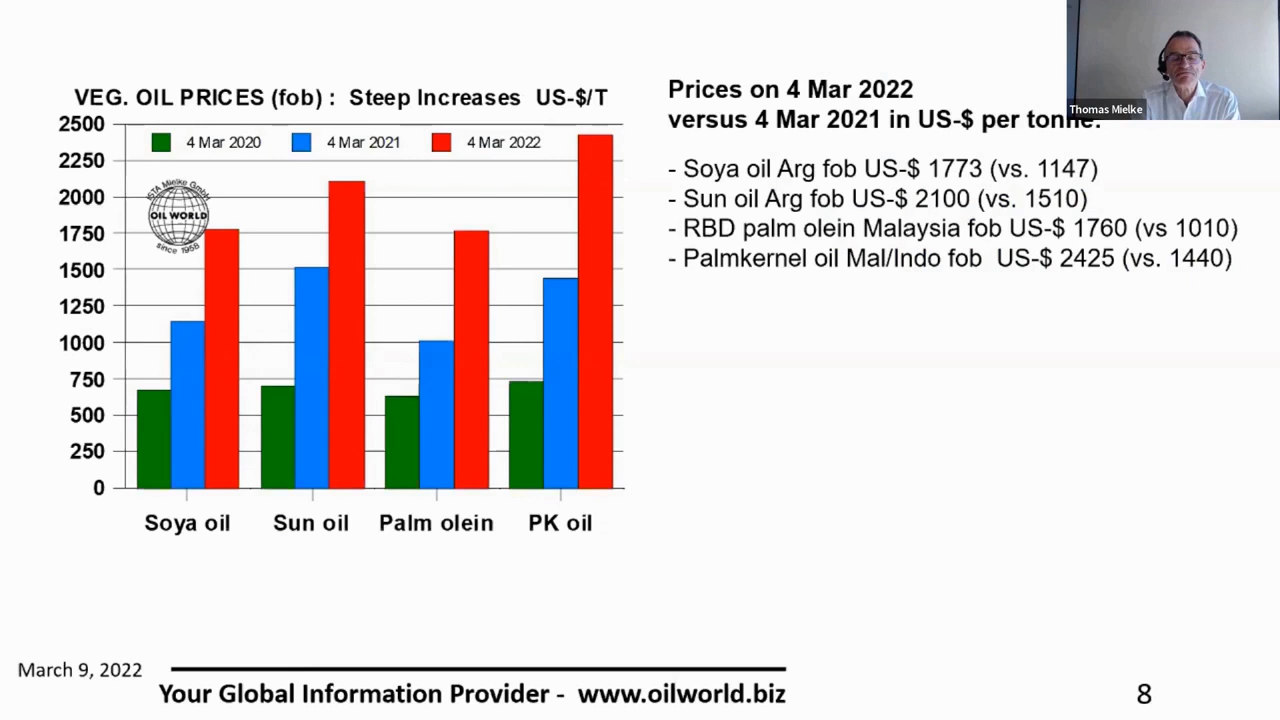 Thomas Mielke
VEG. OIL PRICES (fob) : Steep Increases US-$/T
2500
2250
2000
1750
1500
1250
1000
750
500
250
0
4 Mar 2020
4 Mar 2021
4 Mar 2022
ISTA Mielke GmbH
OIL WORLD
since 1958
Soya oil
Sun oil
Palm olein
PK oil
Prices on 4 Mar 2022
versus 4 Mar 2021 in US-$ per tonne:
- Soya oil Arg fob US-$ 1773 (vs. 1147)
- Sun oil Arg fob US-$ 2100 (vs. 1510)
- RBD palm olein Malaysia fob US-$ 1760 (vs 1010)
- Palmkernel oil Mal/Indo fob US-$ 2425 (vs. 1440)
March 9, 2022
Your Global Information Provider - www.oilworld.biz
8